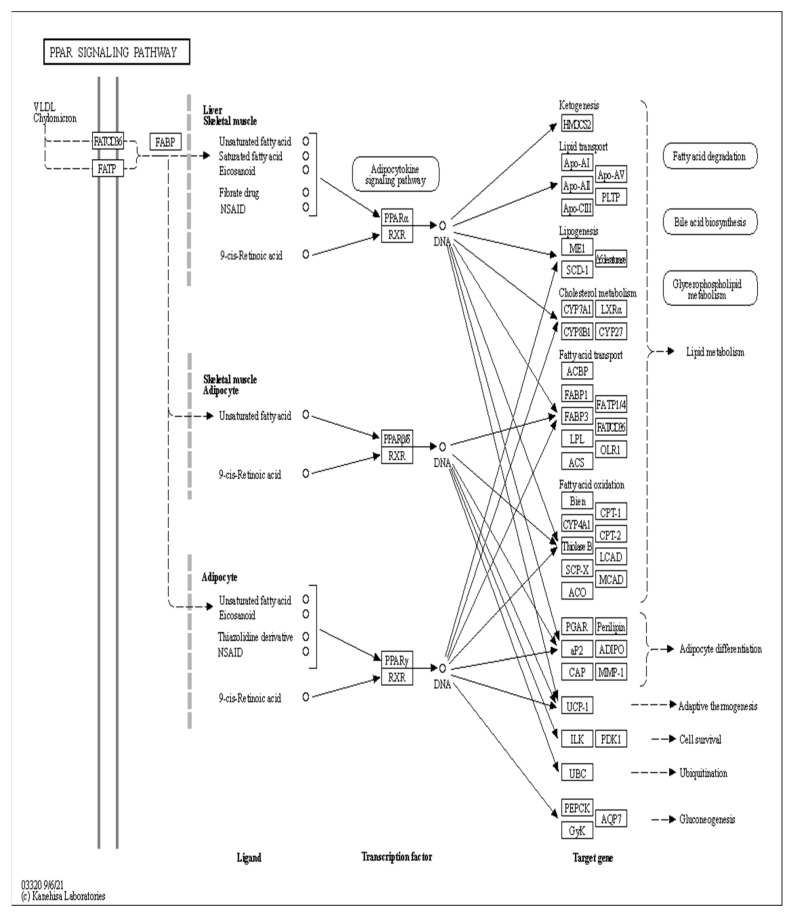 PPAR SIGNALING PATHWAY
VLDL
Chylomicron
FATCD36
FATP
FABP
Liver
Skeletal muscle
Unsaturated fatty acid
Saturated fatty acid
Eicosanoid
Fibrate drug
NSAID
9-cis-Retinoic acid
Adipocytokine
signaling pathway
PPARα
RXR
DNA
Skeletal muscle
Adipocyte
Unsaturated fatty acid
9-cis-Retinoic acid
PPARβδ
RXR
DNA
Adipocyte
Unsaturated fatty acid
Eicosanoid
Thiazolidine derivative
NSAID
9-cis-Retinoic acid
PPARγ
RXR
DNA
Ketogenesis
HMGCS2
Lipid transport
Apo-AI
Apo-AV
Apo-AII
PLTP
Apo-CIII
Lipogenesis
ME1
SCD-1
Cholesterol metabolism
CYP7A1 LXRα
CYP8B1 CYP27
Fatty acid transport
ACBP
FABP1
FATP1/4
FABP3
FATCD36
LPL
OLR1
ACS
Fatty acid oxidation
Bien
CPT-1
CYP4A1
CPT-2
Thiolase B
LCAD
SCP-X
MCAD
ACO
PGAR Perilipin
aP2 ADIPO
CAP MMP-1
UCP-1
ILK PDK1
UBC
PEPCK
AQP7
GyK
Fatty acid degradation
Bile acid biosynthesis
Glycerophospholipid
metabolism
Lipid metabolism
Adipocyte differentiation
Adaptive thermogenesis
Cell survival
Ubiquitination
Gluconeogenesis
Ligand
Transcription factor
Target gene
03320 9/6/21
(c) Kanehisa Laboratories